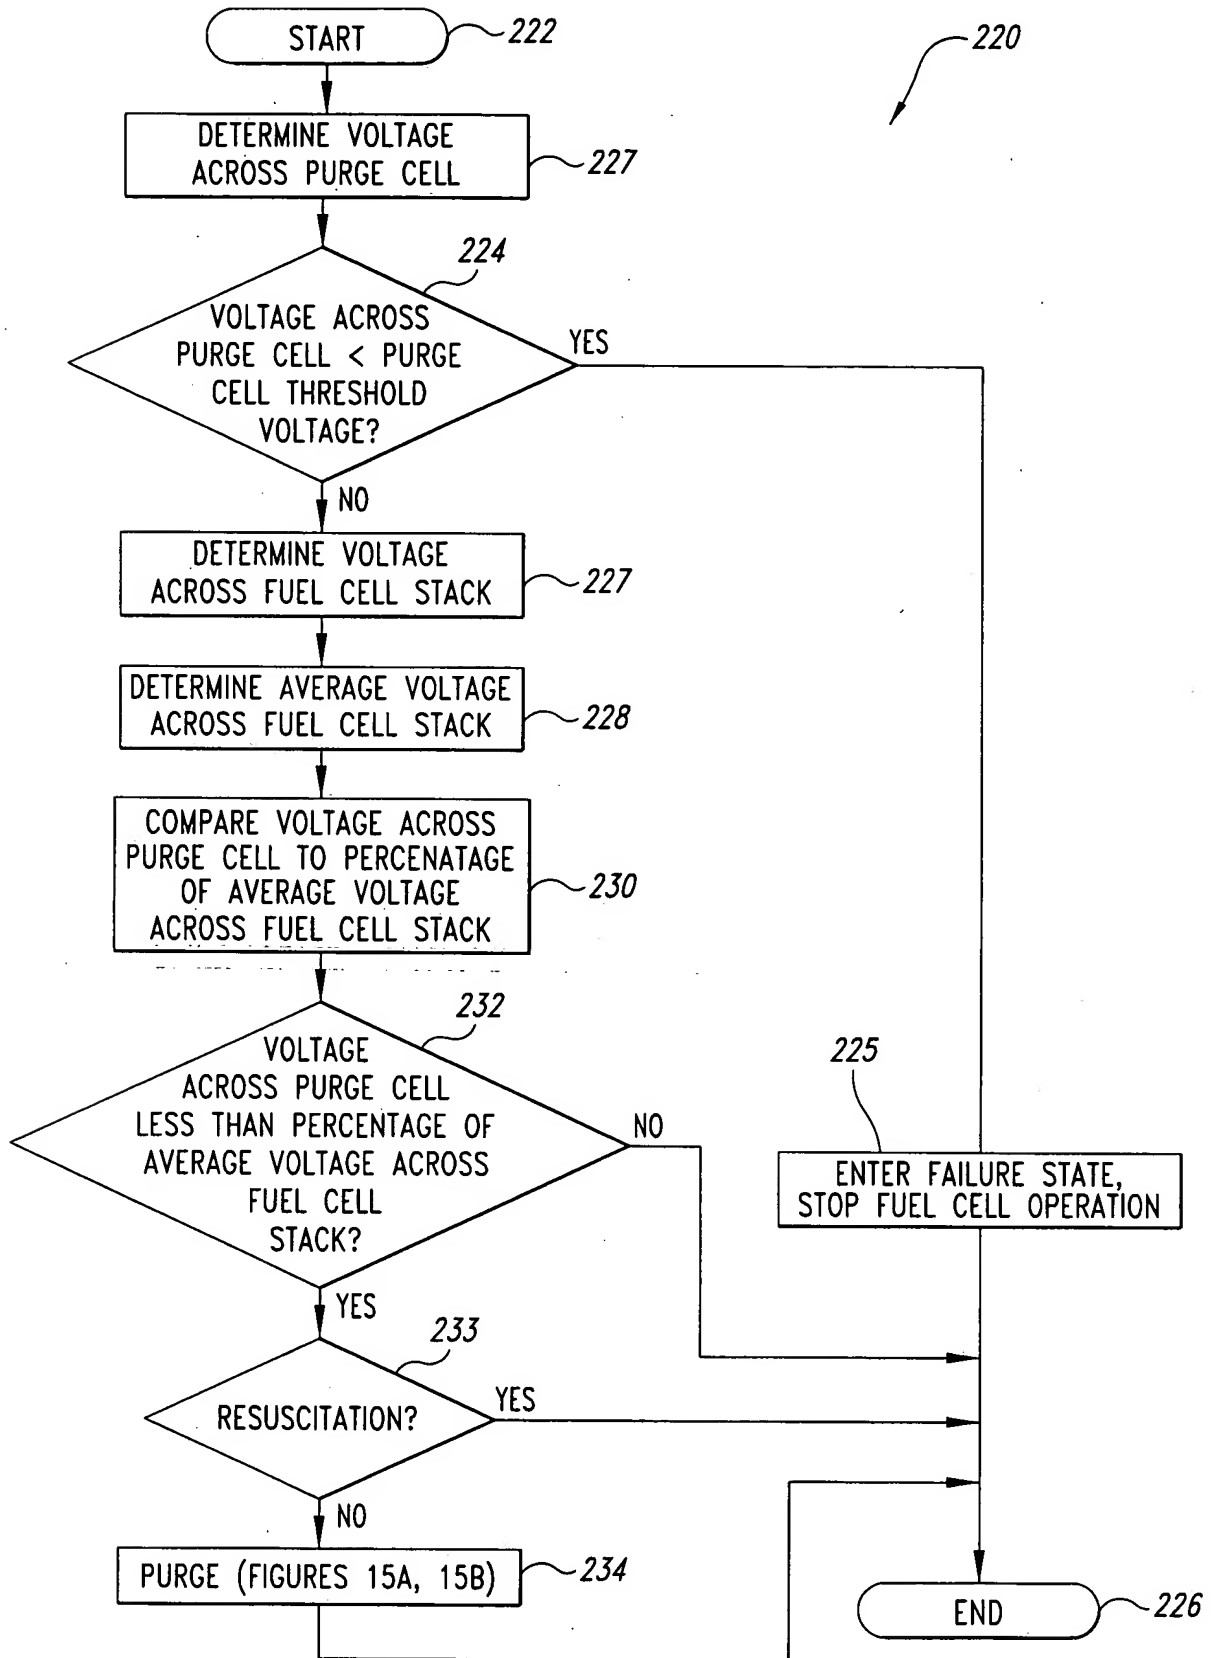 START
222
220
DETERMINE VOLTAGE
ACROSS PURGE CELL
227
224
VOLTAGE ACROSS
PURGE CELL < PURGE
CELL THRESHOLD
VOLTAGE?
YES
NO
DETERMINE VOLTAGE
ACROSS FUEL CELL STACK
227
DETERMINE AVERAGE VOLTAGE
ACROSS FUEL CELL STACK
228
COMPARE VOLTAGE ACROSS
PURGE CELL TO PERCENATAGE
OF AVERAGE VOLTAGE
ACROSS FUEL CELL STACK
230
232
VOLTAGE
ACROSS PURGE CELL
LESS THAN PERCENTAGE OF
AVERAGE VOLTAGE ACROSS
FUEL CELL
STACK?
NO
225
ENTER FAILURE STATE,
STOP FUEL CELL OPERATION
YES
233
RESUSCITATION?
YES
NO
PURGE (FIGURES 15A, 15B)
234
END
226